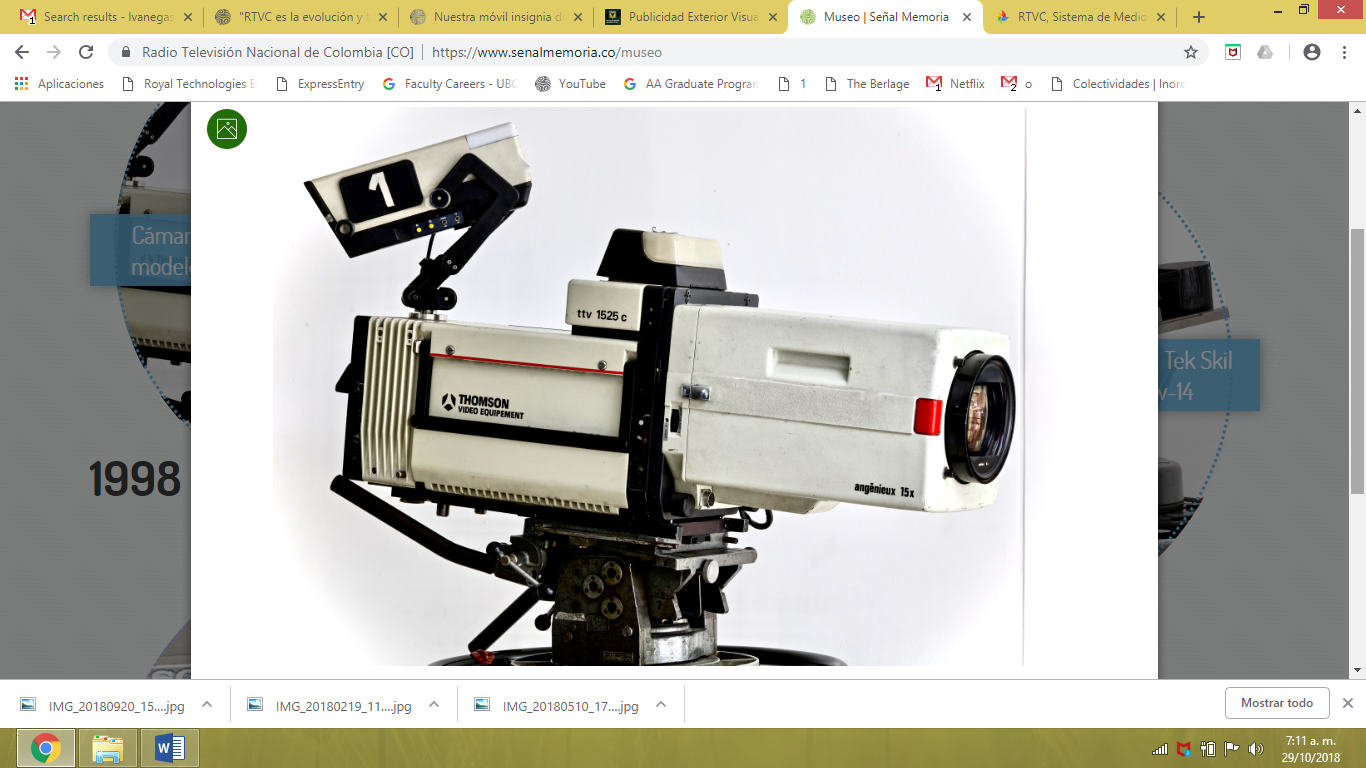 Search results - Ivanegas
"RTVC es la evolución y t
Nuestra móvil insignia de
Publicidad Exterior Visua
Museo | Señal Memoria
RTVC, Sistema de Medio
Radio Televisión Nacional de Colombia [CO] | https://www.senalmemoria.co/museo
Aplicaciones
Royal Technologies E
ExpressEntry
Faculty Careers - UBC
YouTube
AA Graduate Program
1
The Berlage
Netflix
o
Colectividades | Inorc
1
ttv 1525 c
THOMSON
VIDEO EQUIPEMENT
angénieux 15x
Cámar
model
1998
Tek Skil
v-14
IMG_20180920_15....jpg
IMG_20180219_11....jpg
IMG_20180510_17....jpg
Mostrar todo
7:11 a. m.
29/10/2018